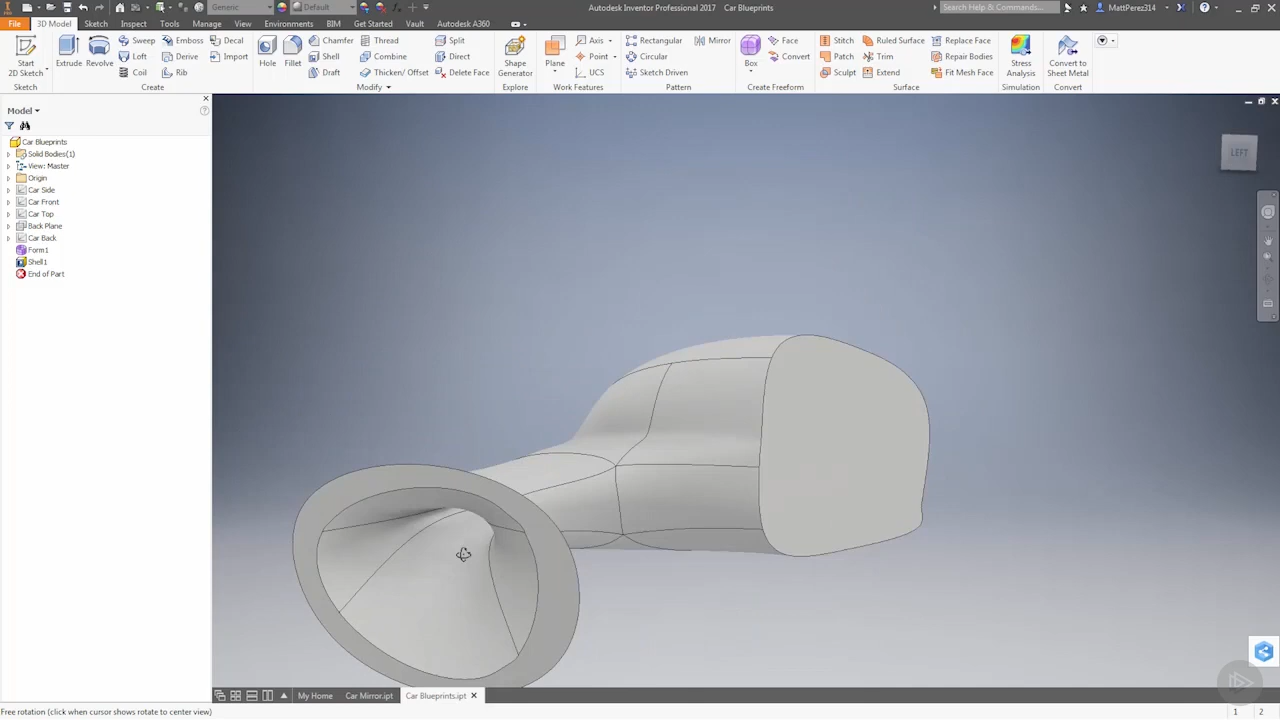 Generic Default Autodesk Inventor Professional 2017 Car Blueprints Search Help & Commands... MattPerez314
File 3D Model Sketch Inspect Tools Manage View Environments BIM Get Started Vault Autodesk A360
Start 2D Sketch Extrude Revolve Sweep Emboss Decal Hole Fillet Chamfer Thread Split Shape Generator Plane Axis Rectangular Mirror Box Face Stitch Ruled Surface Replace Face Stress Analysis Convert to Sheet Metal
Loft Derive Import Shell Combine Direct Point Circular Convert Patch Trim Repair Bodies
Coil Rib Draft Thicken/ Offset Delete Face UCS Sketch Driven Sculpt Extend Fit Mesh Face
Sketch Create Modify Explore Work Features Pattern Create Freeform Surface Simulation Convert
Model
Car Blueprints
Solid Bodies(1)
View: Master
Origin
Car Side
Car Front
Car Top
Back Plane
Car Back
Form1
Shell1
End of Part
LEFT
My Home Car Mirror.ipt Car Blueprints.ipt
Free rotation (click when cursor shows rotate to center view) 1 2